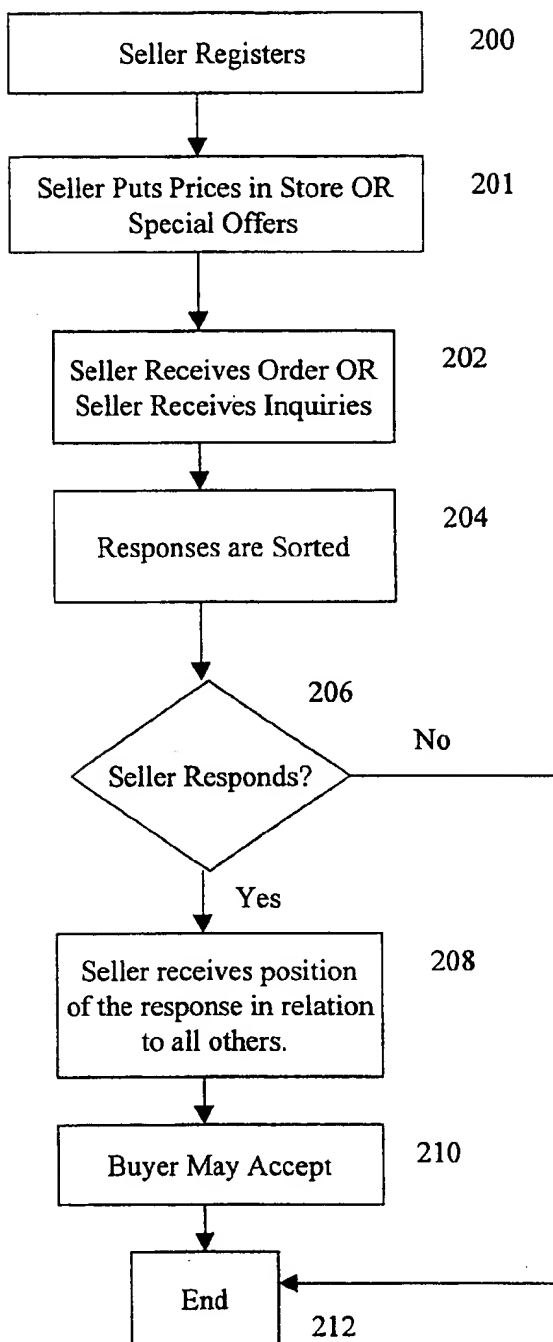 Seller Registers
200
Seller Puts Prices in Store OR
Special Offers
201
Seller Receives Order OR
Seller Receives Inquiries
202
Responses are Sorted
204
206
Seller Responds?
No
Yes
Seller receives position
of the response in relation
to all others.
208
Buyer May Accept
210
End
212